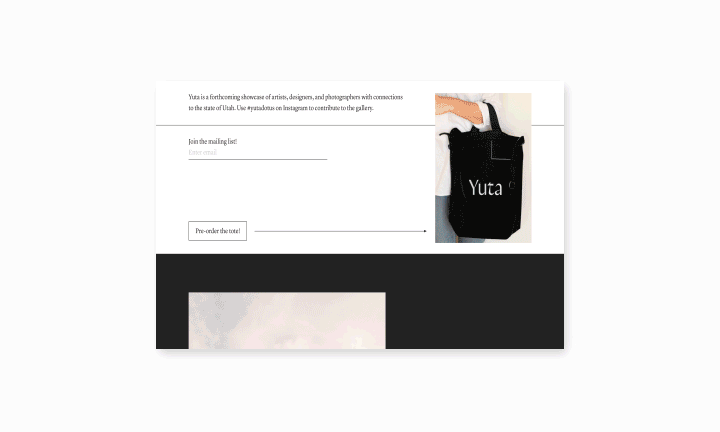 Yuta is a forthcoming showcase of artists, designers, and photographers with connections
to the state of Utah. Use #yutadotus on Instagram to contribute to the gallery.
Join the mailing list!
Enter email
Pre-order the tote!
Yuta